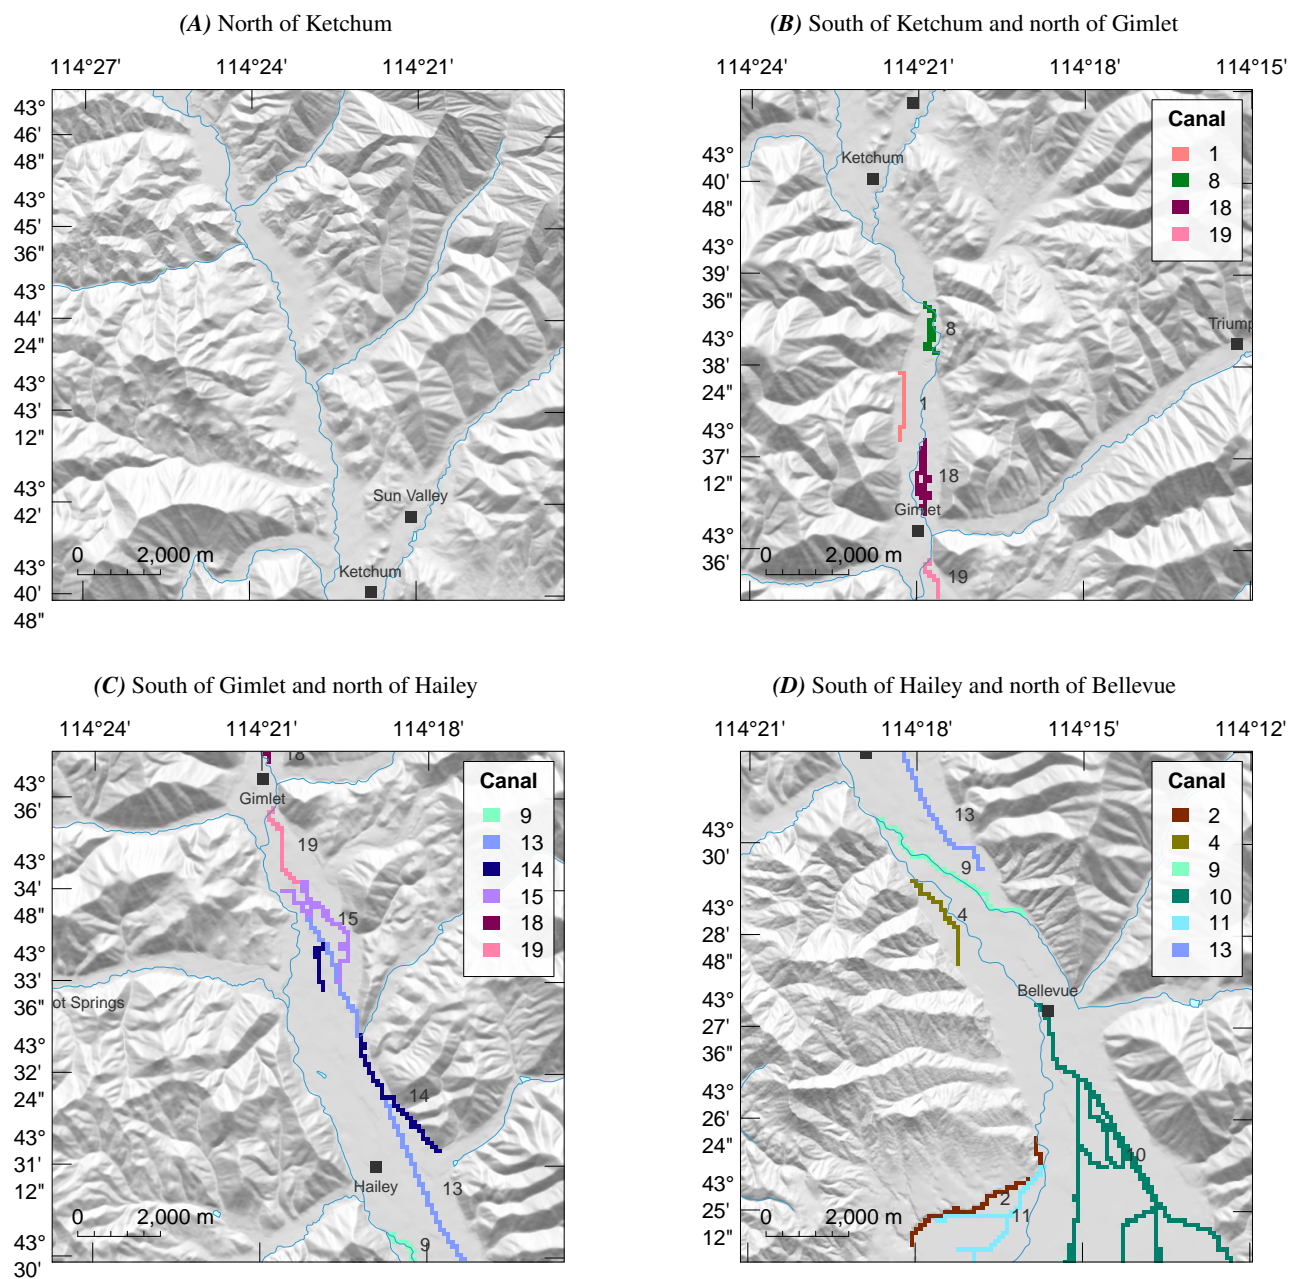 (A) North of Ketchum
114°27' 114°24' 114°21'
43° 46' 48"
43° 45' 36"
43° 44' 24"
43° 43' 12"
43° 42'
43° 40' 48"
Sun Valley
Ketchum
0 2,000 m
(B) South of Ketchum and north of Gimlet
114°24' 114°21' 114°18' 114°15'
43° 40' 48"
43° 39' 36"
43° 38' 24"
43° 37' 12"
43° 36'
Canal
1
8
18
19
Ketchum
Triump
8
1
18
Gimlet
19
0 2,000 m
(C) South of Gimlet and north of Hailey
114°24' 114°21' 114°18'
43° 36'
43° 34' 48"
43° 33' 36"
43° 32' 24"
43° 31' 12"
43° 30'
Canal
9
13
14
15
18
19
18
Gimlet
19
15
ot Springs
14
Hailey
13
9
0 2,000 m
(D) South of Hailey and north of Bellevue
114°21' 114°18' 114°15' 114°12'
43° 30'
43° 28' 48"
43° 27' 36"
43° 26' 24"
43° 25' 12"
Canal
2
4
9
10
11
13
13
9
4
Bellevue
10
2
11
0 2,000 m